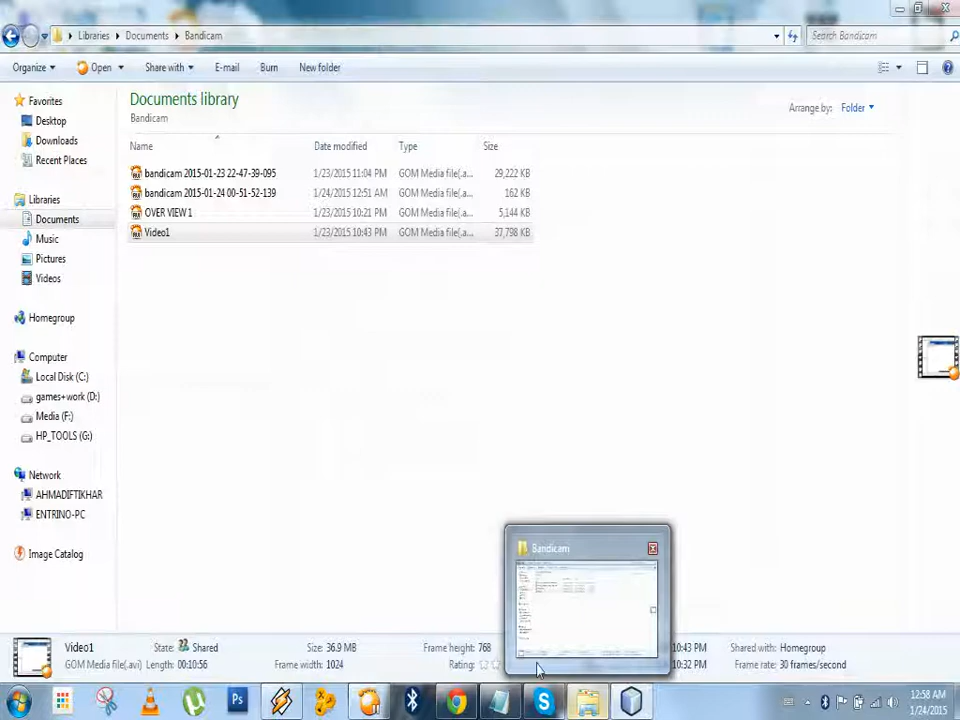 Libraries ▸ Documents ▸ Bandicam
Search Bandicam
Organize Open Share with E-mail Burn New folder
Favorites
Desktop
Downloads
Recent Places
Libraries
Documents
Music
Pictures
Videos
Homegroup
Computer
Local Disk (C:)
games+work (D:)
Media (F:)
HP_TOOLS (G:)
Network
AHMADIFTIKHAR
ENTRINO-PC
Image Catalog
Documents library
Bandicam
Arrange by: Folder
Name Date modified Type Size
bandicam 2015-01-23 22-47-39-095 1/23/2015 11:04 PM GOM Media file(.a... 29,222 KB
bandicam 2015-01-24 00-51-52-139 1/24/2015 12:51 AM GOM Media file(.a... 162 KB
OVER VIEW 1 1/23/2015 10:21 PM GOM Media file(.a... 5,144 KB
Video1 1/23/2015 10:43 PM GOM Media file(.a... 37,798 KB
Bandicam
Video1 State: Shared Size: 36.9 MB Frame height: 768 10:43 PM Shared with: Homegroup
GOM Media file(.avi) Length: 00:10:56 Frame width: 1024 Rating: 10:32 PM Frame rate: 30 frames/second
Ps
S
12:58 AM
1/24/2015